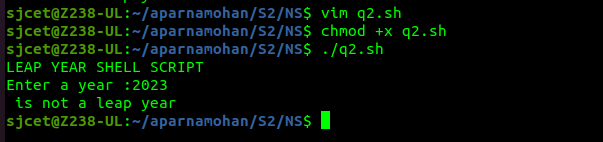 sjcet@Z238-UL:~/aparnamohan/S2/NS$ vim q2.sh
sjcet@Z238-UL:~/aparnamohan/S2/NS$ chmod +x q2.sh
sjcet@Z238-UL:~/aparnamohan/S2/NS$ ./q2.sh
LEAP YEAR SHELL SCRIPT
Enter a year :2023
 is not a leap year
sjcet@Z238-UL:~/aparnamohan/S2/NS$